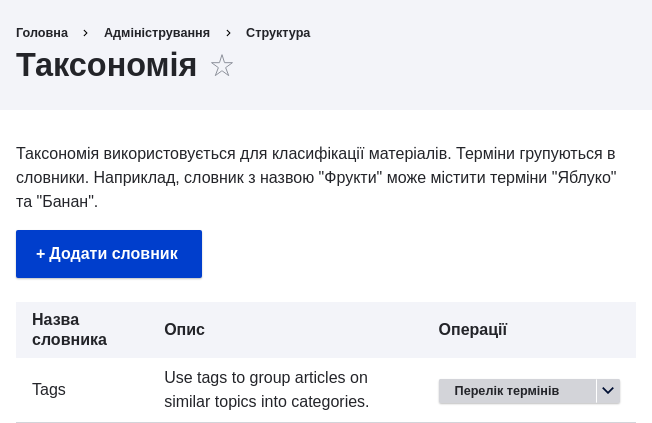 Головна › Адміністрування › Структура
Таксономія ☆
Таксономія використовується для класифікації матеріалів. Терміни групуються в
словники. Наприклад, словник з назвою "Фрукти" може містити терміни "Яблуко"
та "Банан".
+ Додати словник
Назва
словника
Опис
Операції
Tags
Use tags to group articles on
similar topics into categories.
Перелік термінів